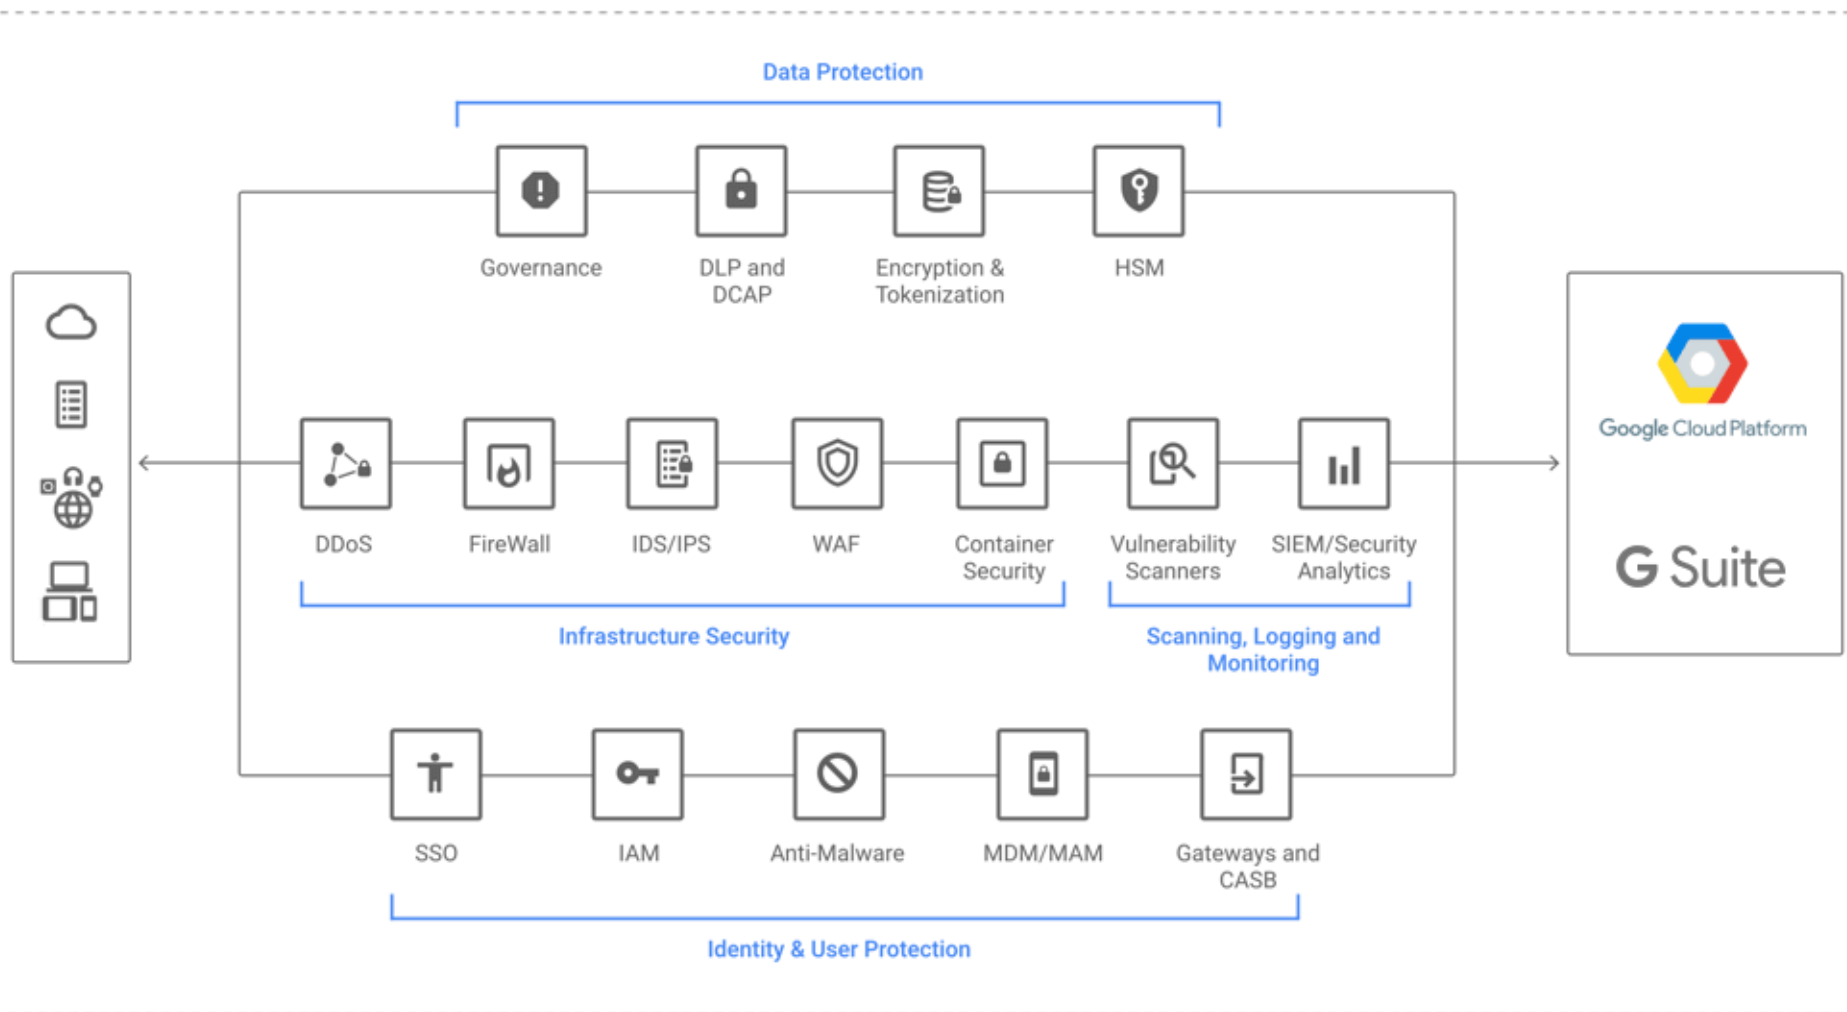 Data Protection
Governance
DLP and
DCAP
Encryption &
Tokenization
HSM
Google Cloud Platform
G Suite
DDoS
FireWall
IDS/IPS
WAF
Container
Security
Vulnerability
Scanners
SIEM/Security
Analytics
Infrastructure Security
Scanning, Logging and
Monitoring
SSO
IAM
Anti-Malware
MDM/MAM
Gateways and
CASB
Identity & User Protection